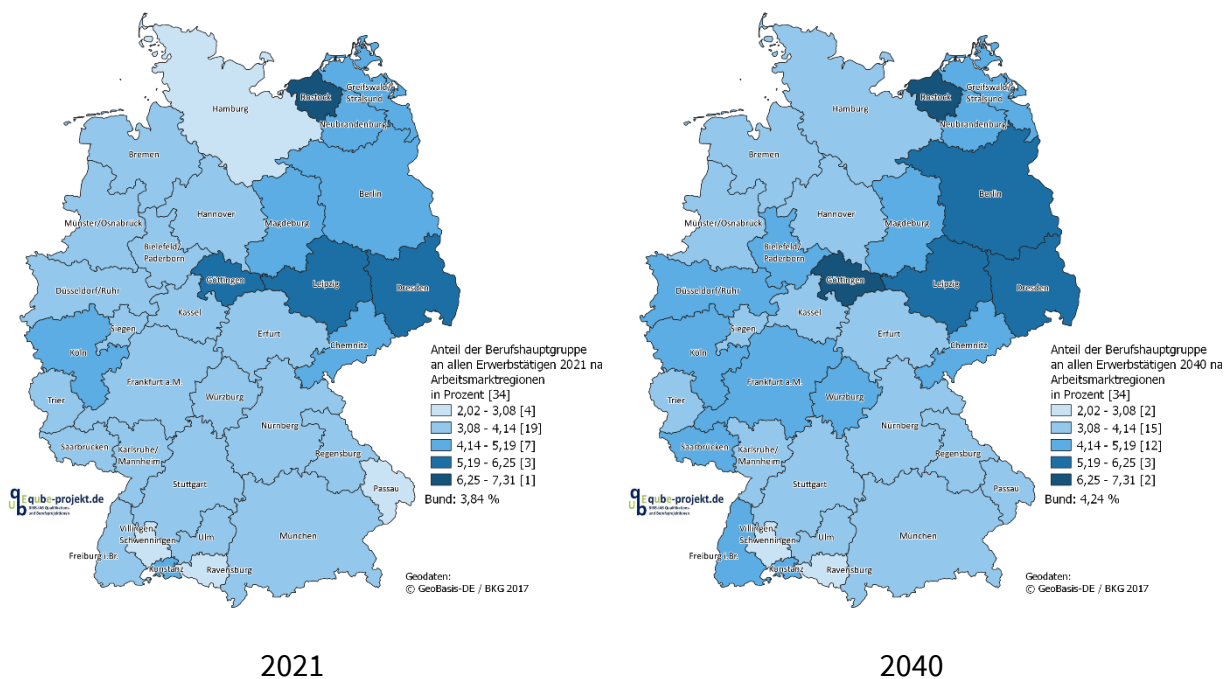 Hamburg
Rostock
Greifswald/
Stralsund
Neubrandenburg
Bremen
Berlin
Hannover
Magdeburg
Münster/Osnabrück
Bielefeld/
Paderborn
Göttingen
Leipzig
Dresden
Düsseldorf/Ruhr
Kassel
Siegen
Erfurt
Chemnitz
Köln
Frankfurt a.M.
Trier
Würzburg
Nürnberg
Saarbrücken
Karlsruhe/
Mannheim
Regensburg
Stuttgart
Passau
Villingen/
Schwenningen
Ulm
München
Freiburg i.Br.
Konstanz
Ravensburg
Anteil der Berufshauptgruppe
an allen Erwerbstätigen 2021 na
Arbeitsmarktregionen
in Prozent [34]
2,02 - 3,08 [4]
3,08 - 4,14 [19]
4,14 - 5,19 [7]
5,19 - 6,25 [3]
6,25 - 7,31 [1]
Bund: 3,84 %
qube-projekt.de
Geodaten:
© GeoBasis-DE / BKG 2017
2021
Hamburg
Rostock
Greifswald/
Stralsund
Neubrandenburg
Bremen
Berlin
Hannover
Magdeburg
Münster/Osnabrück
Bielefeld/
Paderborn
Göttingen
Leipzig
Dresden
Düsseldorf/Ruhr
Kassel
Siegen
Erfurt
Chemnitz
Köln
Frankfurt a.M.
Trier
Würzburg
Nürnberg
Saarbrücken
Karlsruhe/
Mannheim
Regensburg
Stuttgart
Passau
Villingen/
Schwenningen
Ulm
München
Freiburg i.Br.
Konstanz
Ravensburg
Anteil der Berufshauptgruppe
an allen Erwerbstätigen 2040 na
Arbeitsmarktregionen
in Prozent [34]
2,02 - 3,08 [2]
3,08 - 4,14 [15]
4,14 - 5,19 [12]
5,19 - 6,25 [3]
6,25 - 7,31 [2]
Bund: 4,24 %
qube-projekt.de
Geodaten:
© GeoBasis-DE / BKG 2017
2040